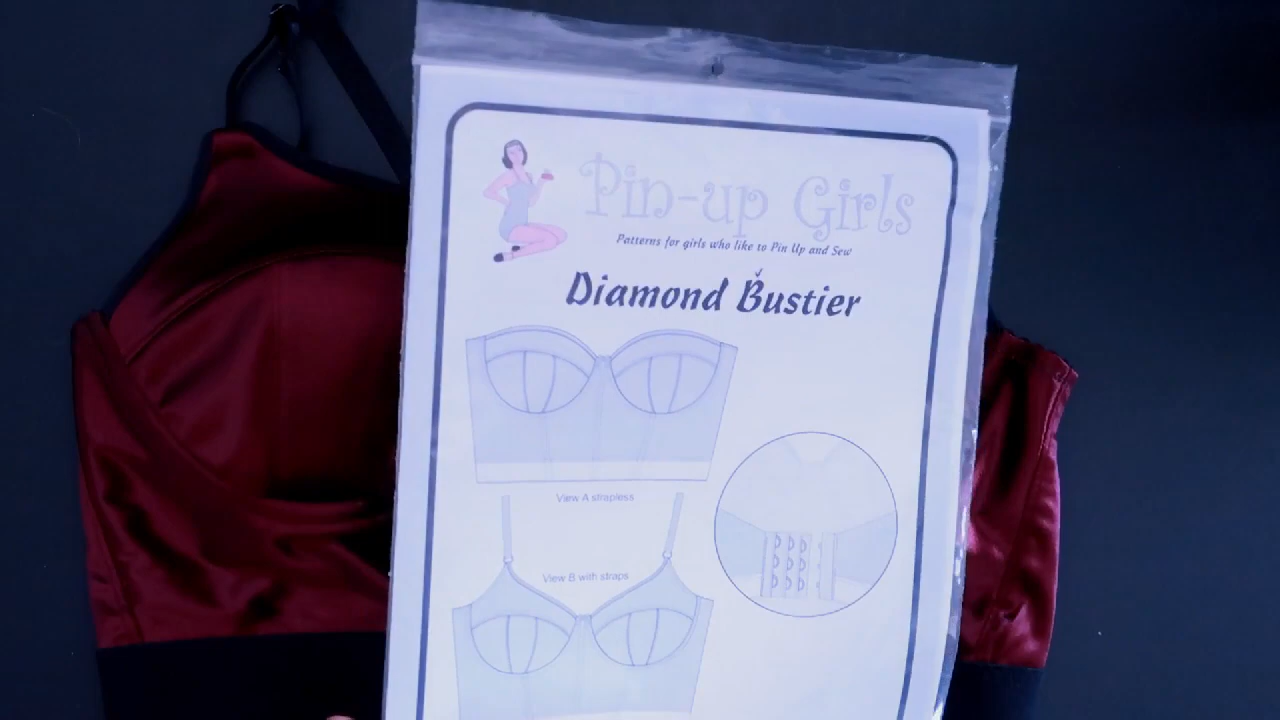 Pin-up Girls
Patterns for girls who like to Pin Up and Sew
Diamond B̌ustier
View A strapless
View B with straps